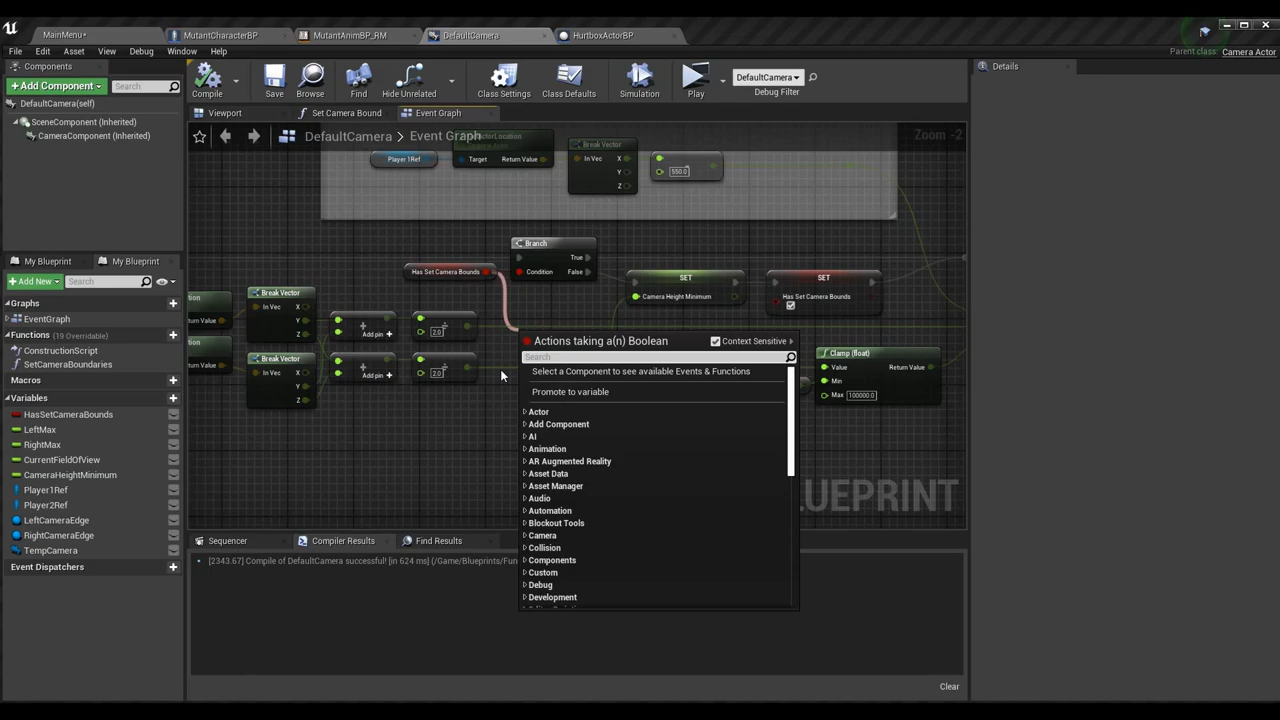 MainMenu•
MutantCharacterBP
MutantAnimBP_RM
DefaultCamera
HurtboxActorBP
File Edit Asset View Debug Window Help
Parent class: Camera Actor
Components
+ Add Component
Search
DefaultCamera(self)
SceneComponent (Inherited)
CameraComponent (Inherited)
Compile
Save
Browse
Find
Hide Unrelated
Class Settings
Class Defaults
Simulation
Play
DefaultCamera
Debug Filter
Details
Viewport
Set Camera Bound
Event Graph
DefaultCamera > Event Graph
Zoom -2
Player1Ref
Target
Return Value
Break Vector
In Vec
X
Y
Z
550.0
Branch
True
Condition
False
Has Set Camera Bounds
SET
Camera Height Minimum
SET
Has Set Camera Bounds
Return Value
Break Vector
In Vec
X
Y
Z
Add pin +
2.0
Break Vector
In Vec
X
Y
Z
Add pin +
2.0
Clamp (float)
Value
Return Value
Min
Max
100000.0
Actions taking a(n) Boolean
Context Sensitive
Search
Select a Component to see available Events & Functions
Promote to variable
Actor
Add Component
AI
Animation
AR Augmented Reality
Asset Data
Asset Manager
Audio
Automation
Blockout Tools
Camera
Collision
Components
Custom
Debug
Development
My Blueprint
My Blueprint
+ Add New
Search
Graphs
EventGraph
Functions (19 Overridable)
ConstructionScript
SetCameraBoundaries
Macros
Variables
HasSetCameraBounds
LeftMax
RightMax
CurrentFieldOfView
CameraHeightMinimum
Player1Ref
Player2Ref
LeftCameraEdge
RightCameraEdge
TempCamera
Event Dispatchers
Sequencer
Compiler Results
Find Results
[2343.67] Compile of DefaultCamera successful! [in 624 ms] (/Game/Blueprints/Fun
Clear